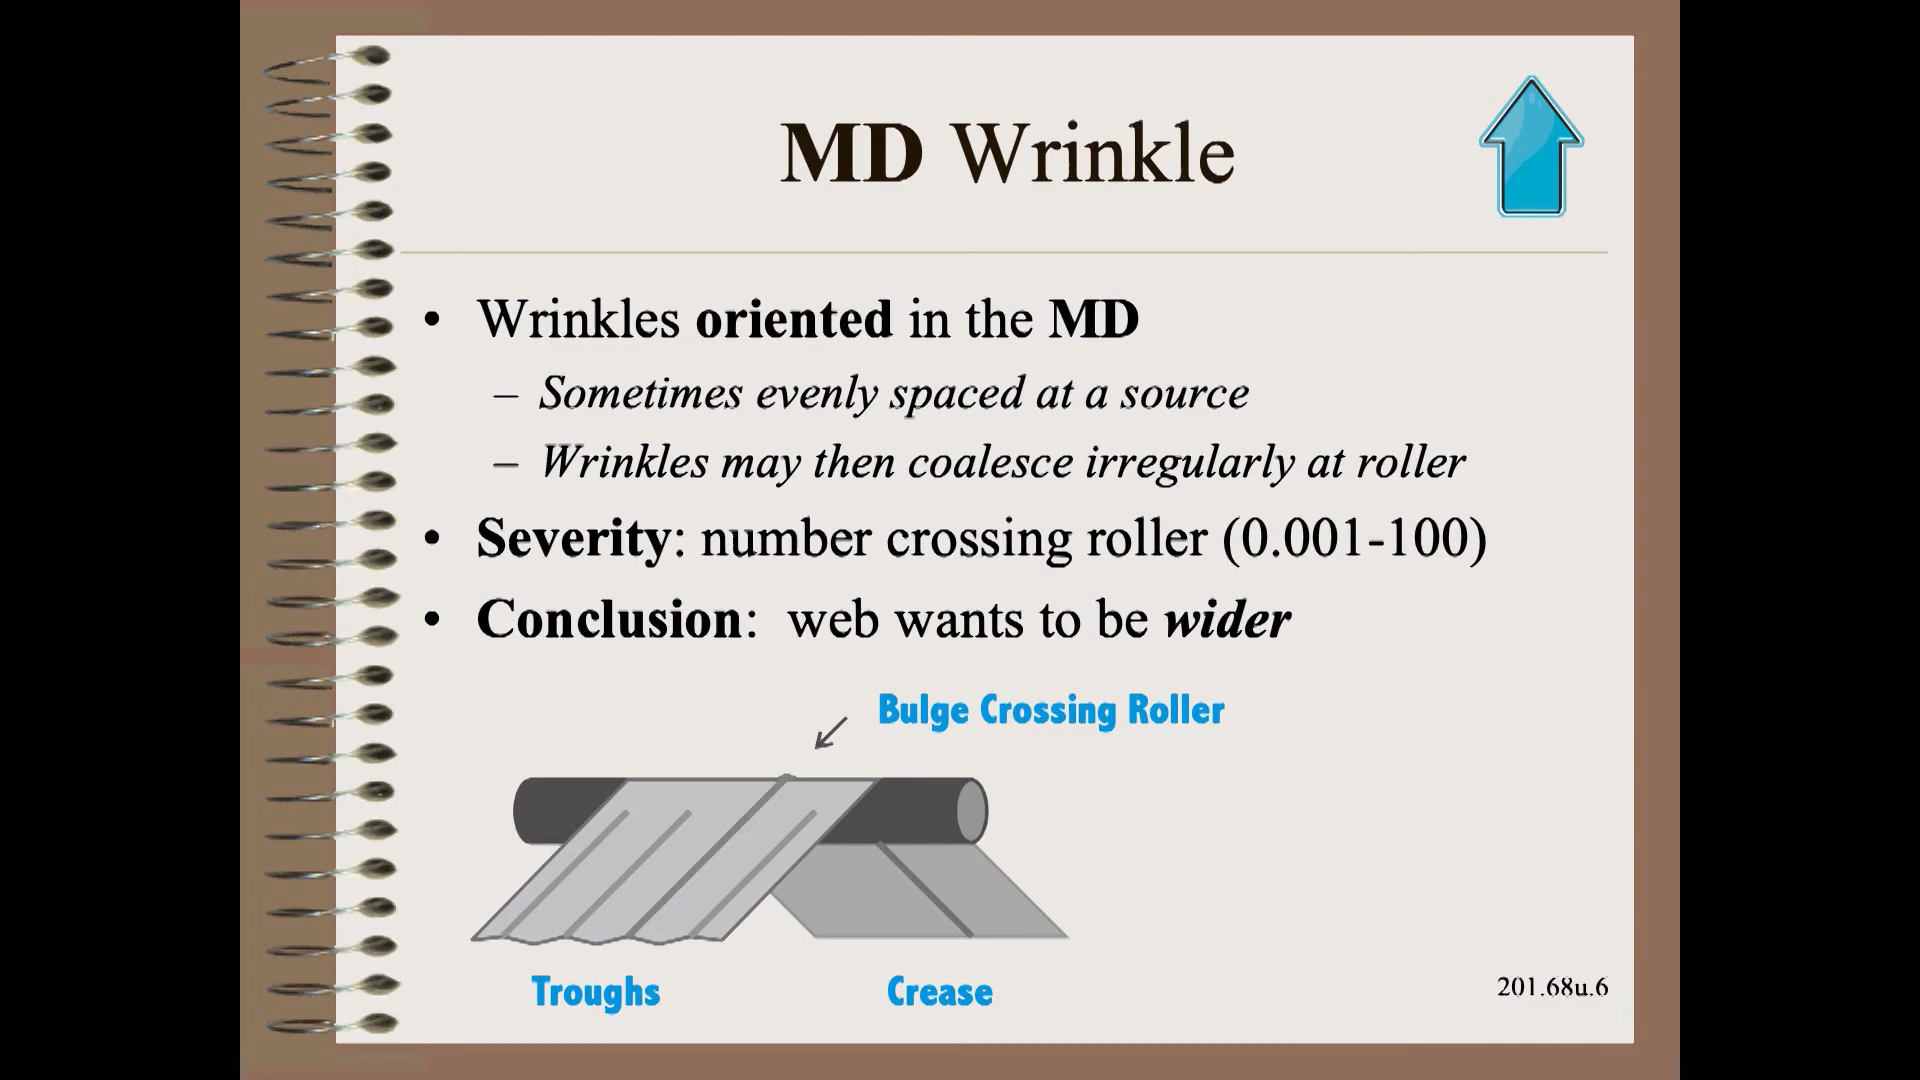 MD Wrinkle
• Wrinkles oriented in the MD
– Sometimes evenly spaced at a source
– Wrinkles may then coalesce irregularly at roller
• Severity: number crossing roller (0.001-100)
• Conclusion: web wants to be wider
Bulge Crossing Roller
Troughs
Crease
201.68u.6